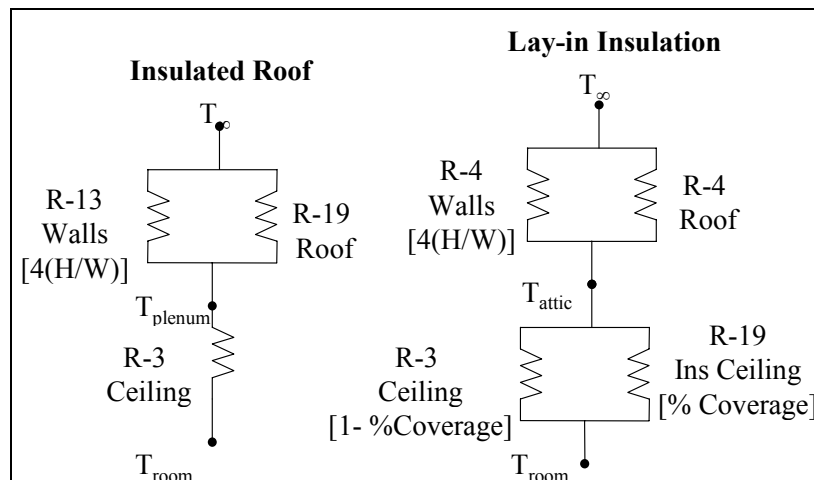 Insulated Roof
T∞
R-13
Walls
[4(H/W)]
R-19
Roof
Tplenum
R-3
Ceiling
Troom
Lay-in Insulation
T∞
R-4
Walls
[4(H/W)]
R-4
Roof
Tattic
R-3
Ceiling
[1- %Coverage]
R-19
Ins Ceiling
[% Coverage]
Troom